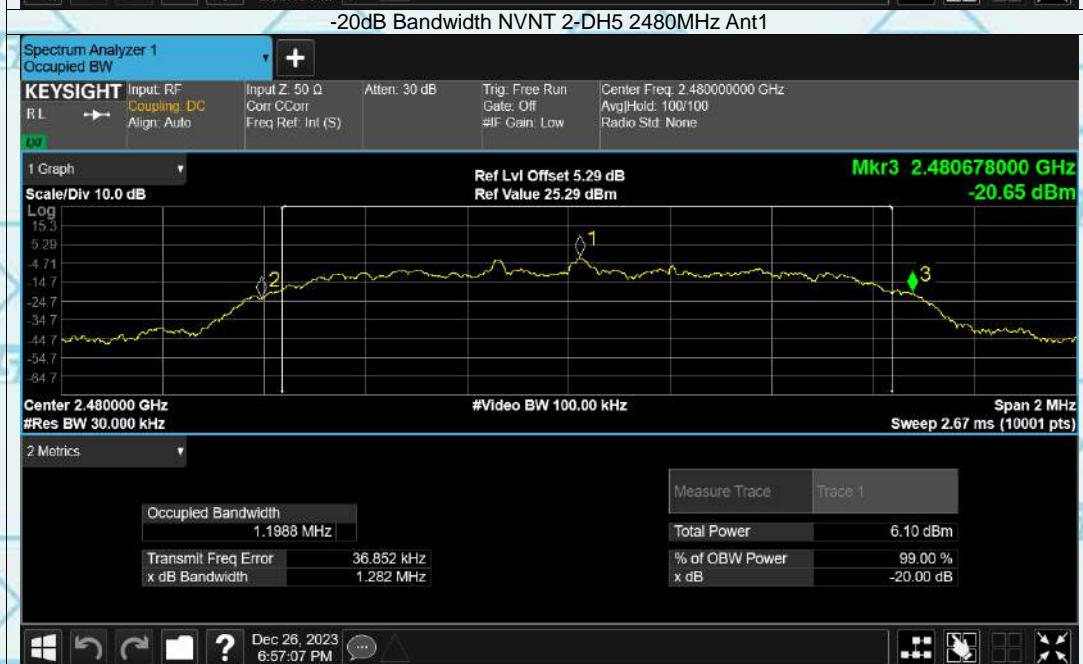 -20dB Bandwidth NVNT 2-DH5 2480MHz Ant1
Spectrum Analyzer 1
Occupied BW
+
KEYSIGHT Input: RF Input Z: 50 Ω Atten: 30 dB Trig: Free Run Center Freq: 2.480000000 GHz
RL Coupling: DC Corr CCorr Gate: Off Avg|Hold: 100/100
Align: Auto Freq Ref: Int (S) #IF Gain: Low Radio Std: None
LXI
1 Graph Ref Lvl Offset 5.29 dB Mkr3 2.480678000 GHz
Scale/Div 10.0 dB Ref Value 25.29 dBm -20.65 dBm
Log
15.3
5.29
-4.71
-14.7
-24.7
-34.7
-44.7
-54.7
-64.7
1
2
3
Center 2.480000 GHz #Video BW 100.00 kHz Span 2 MHz
#Res BW 30.000 kHz Sweep 2.67 ms (10001 pts)
2 Metrics
Measure Trace Trace 1
Occupied Bandwidth
1.1988 MHz
Total Power 6.10 dBm
Transmit Freq Error 36.852 kHz % of OBW Power 99.00 %
x dB Bandwidth 1.282 MHz x dB -20.00 dB
? Dec 26, 2023
6:57:07 PM